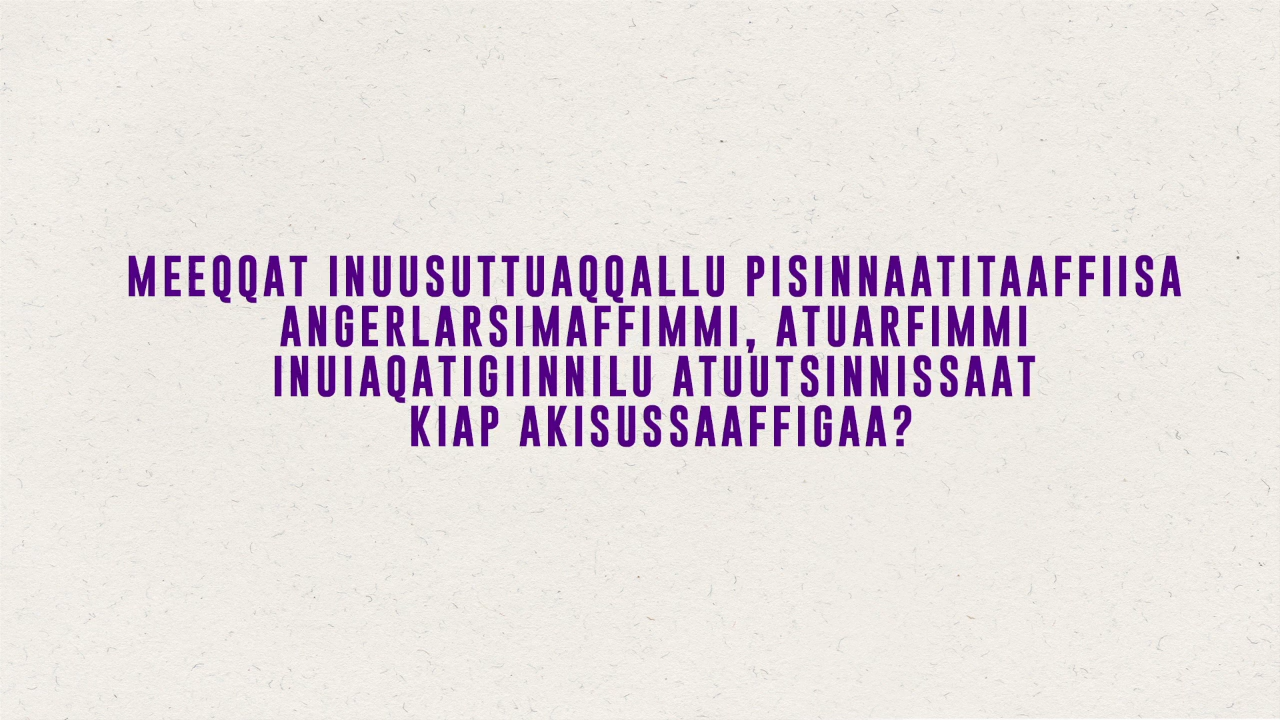 MEEQQAT INUUSUTTUAQQALLU PISINNAATITAAFFIISA
ANGERLARSIMAFFIMMI, ATUARFIMMI
INUIAQATIGIINNILU ATUUTSINNISSAAT
KIAP AKISUSSAAFFIGAA?